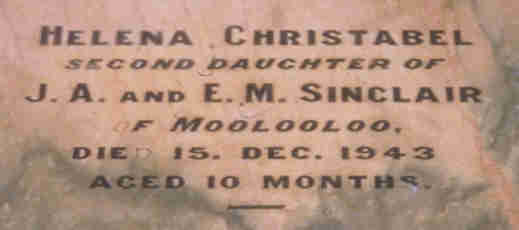 HELENA CHRISTABEL
SECOND DAUGHTER OF
J. A. AND E. M. SINCLAIR
OF MOOLOOLOO.
DIED 15. DEC. 1943
AGED 10 MONTHS.